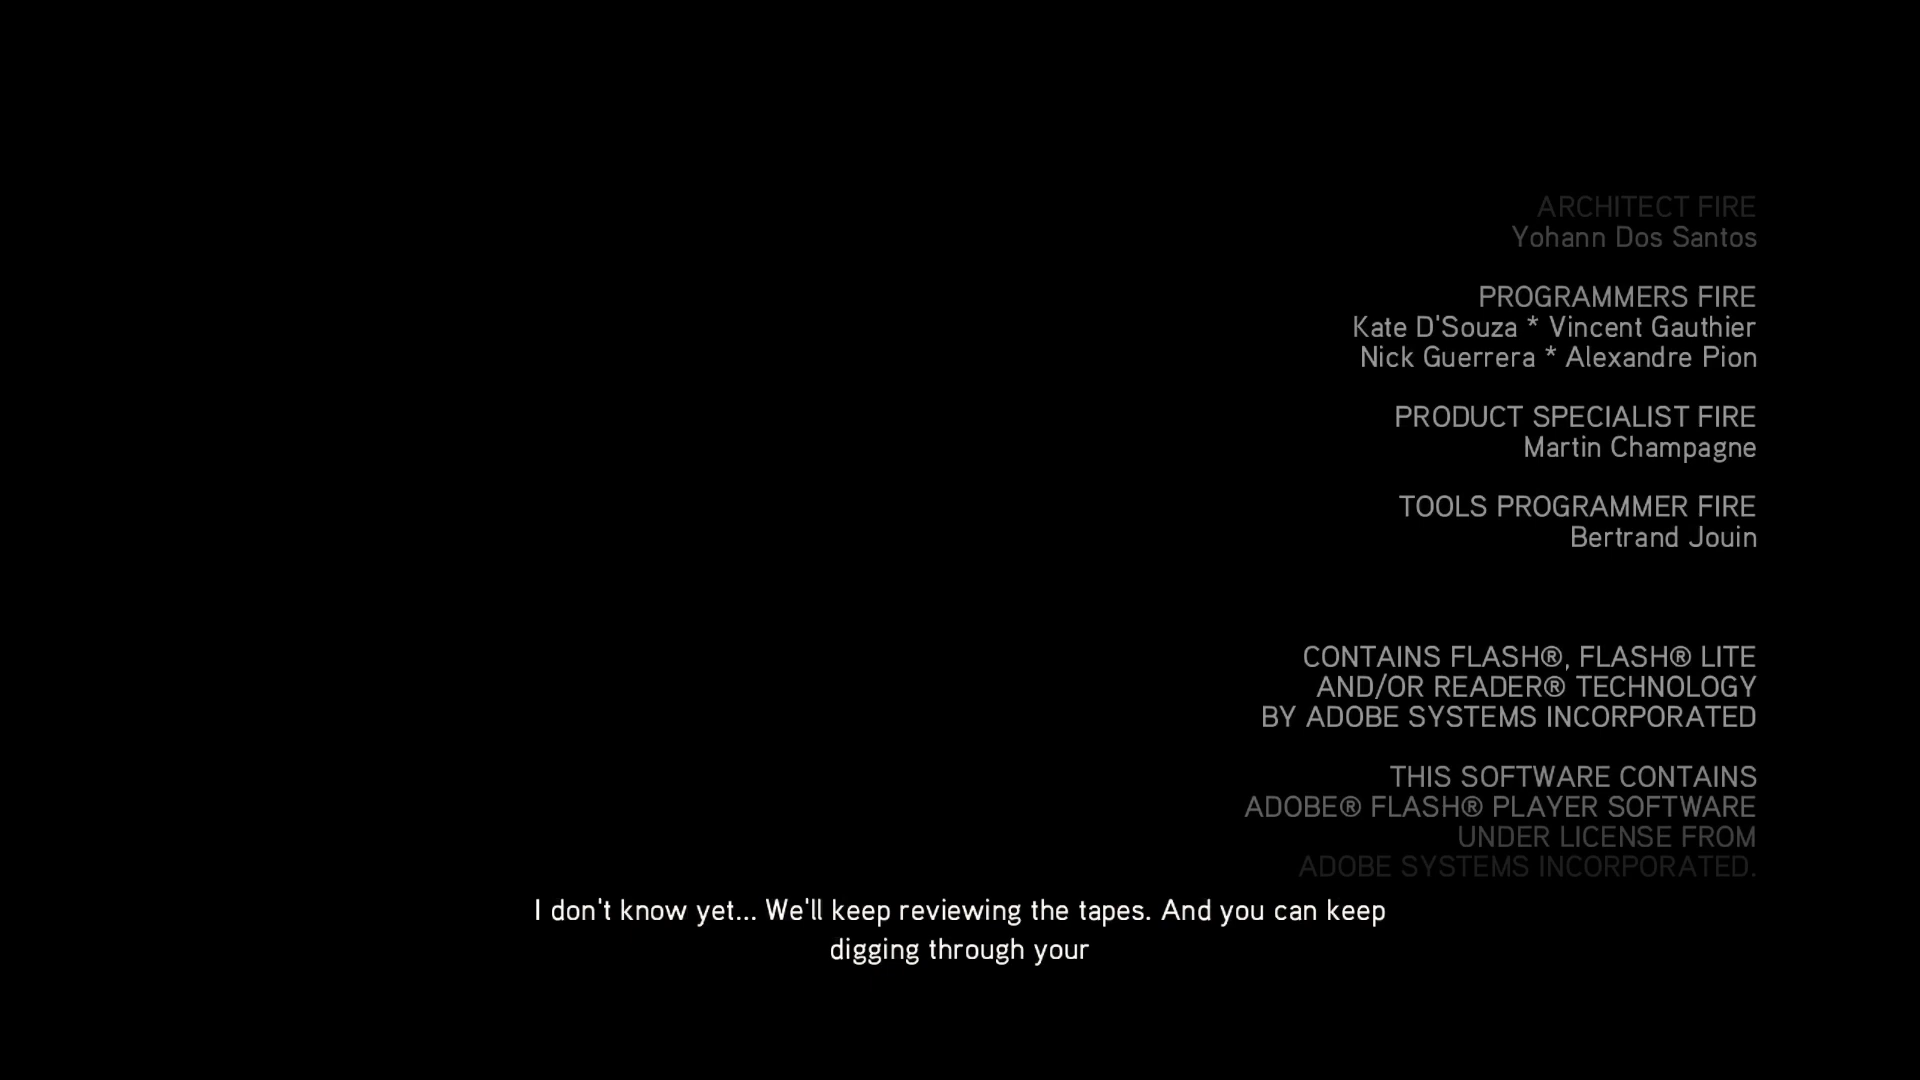 ARCHITECT FIRE
Yohann Dos Santos
PROGRAMMERS FIRE
Kate D'Souza * Vincent Gauthier
Nick Guerrera * Alexandre Pion
PRODUCT SPECIALIST FIRE
Martin Champagne
TOOLS PROGRAMMER FIRE
Bertrand Jouin
CONTAINS FLASH®, FLASH® LITE
AND/OR READER® TECHNOLOGY
BY ADOBE SYSTEMS INCORPORATED
THIS SOFTWARE CONTAINS
ADOBE® FLASH® PLAYER SOFTWARE
UNDER LICENSE FROM
ADOBE SYSTEMS INCORPORATED.
I don't know yet... We'll keep reviewing the tapes. And you can keep
digging through your